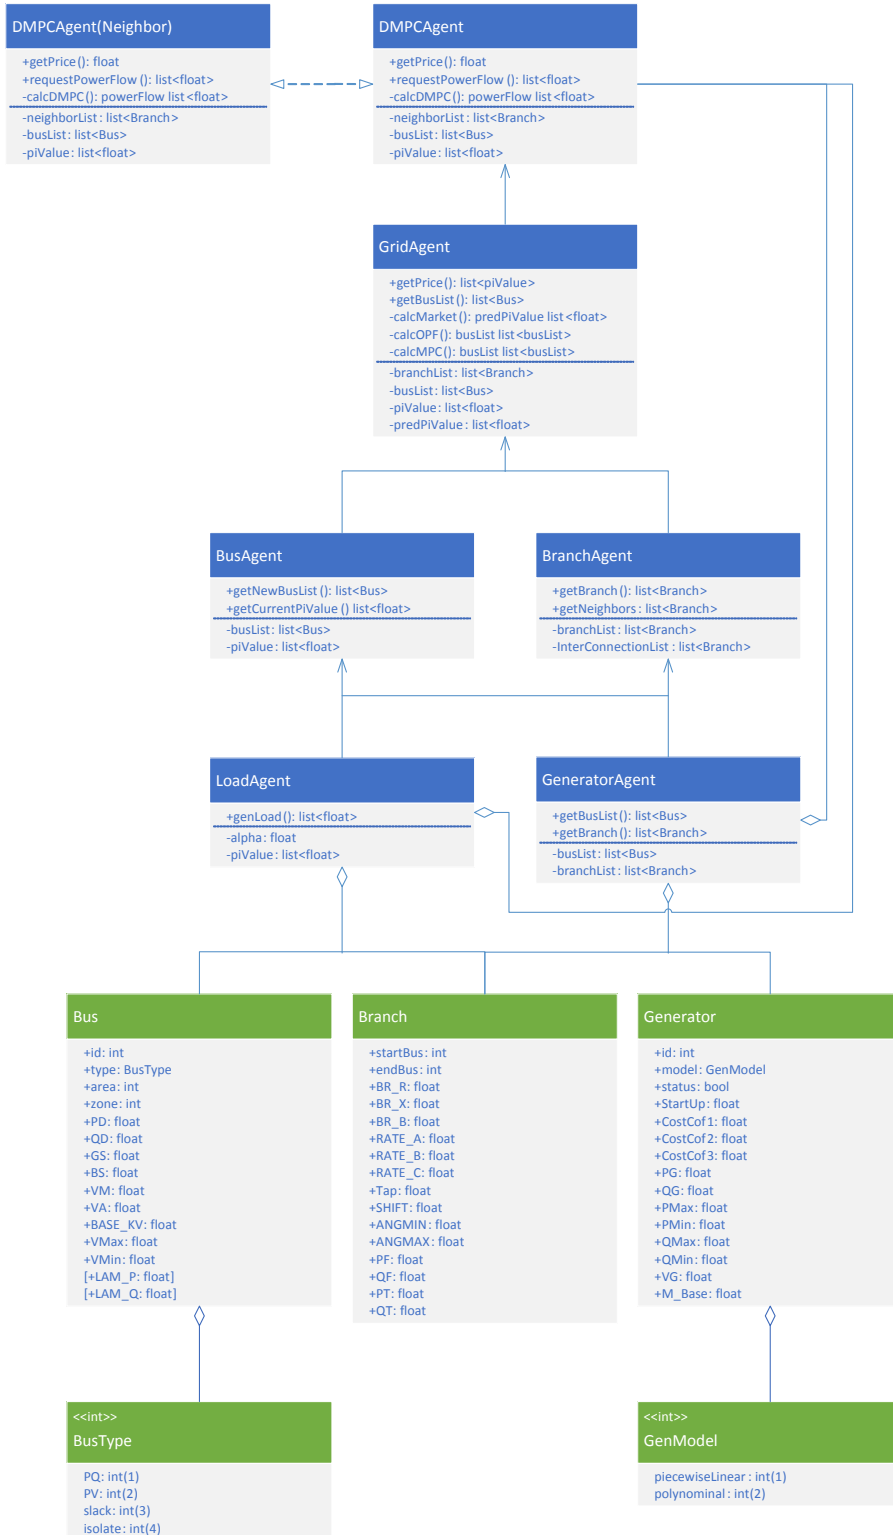 DMPCAgent(Neighbor)
+getPrice(): float
+requestPowerFlow(): list<float>
-calcDMPC(): powerFlow list<float>
-neighborList: list<Branch>
-busList: list<Bus>
-piValue: list<float>
DMPCAgent
+getPrice(): float
+requestPowerFlow(): list<float>
-calcDMPC(): powerFlow list<float>
-neighborList: list<Branch>
-busList: list<Bus>
-piValue: list<float>
GridAgent
+getPrice(): list<piValue>
+getBusList(): list<Bus>
-calcMarket(): predPiValue list<float>
-calcOPF(): busList list<busList>
-calcMPC(): busList list<busList>
-branchList: list<Branch>
-busList: list<Bus>
-piValue: list<float>
-predPiValue: list<float>
BusAgent
+getNewBusList(): list<Bus>
+getCurrentPiValue() list<float>
-busList: list<Bus>
-piValue: list<float>
BranchAgent
+getBranch(): list<Branch>
+getNeighbors: list<Branch>
-branchList: list<Branch>
-InterConnectionList: list<Branch>
LoadAgent
+genLoad(): list<float>
-alpha: float
-piValue: list<float>
GeneratorAgent
+getBusList(): list<Bus>
+getBranch(): list<Branch>
-busList: list<Bus>
-branchList: list<Branch>
Bus
+id: int
+type: BusType
+area: int
+zone: int
+PD: float
+QD: float
+GS: float
+BS: float
+VM: float
+VA: float
+BASE_KV: float
+VMax: float
+VMin: float
[+LAM_P: float]
[+LAM_Q: float]
Branch
+startBus: int
+endBus: int
+BR_R: float
+BR_X: float
+BR_B: float
+RATE_A: float
+RATE_B: float
+RATE_C: float
+Tap: float
+SHIFT: float
+ANGMIN: float
+ANGMAX: float
+PF: float
+QF: float
+PT: float
+QT: float
Generator
+id: int
+model: GenModel
+status: bool
+StartUp: float
+CostCof1: float
+CostCof2: float
+CostCof3: float
+PG: float
+QG: float
+PMax: float
+PMin: float
+QMax: float
+QMin: float
+VG: float
+M_Base: float
<<int>>
BusType
PQ: int(1)
PV: int(2)
slack: int(3)
isolate: int(4)
<<int>>
GenModel
piecewiseLinear: int(1)
polynominal: int(2)